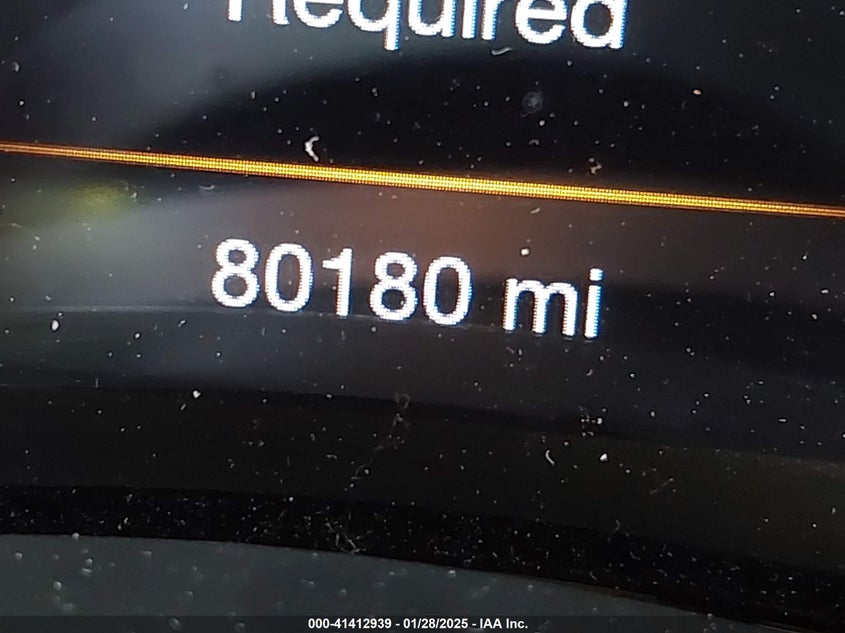 Required
80180 mi
000-41412939 - 01/28/2025 - IAA Inc.